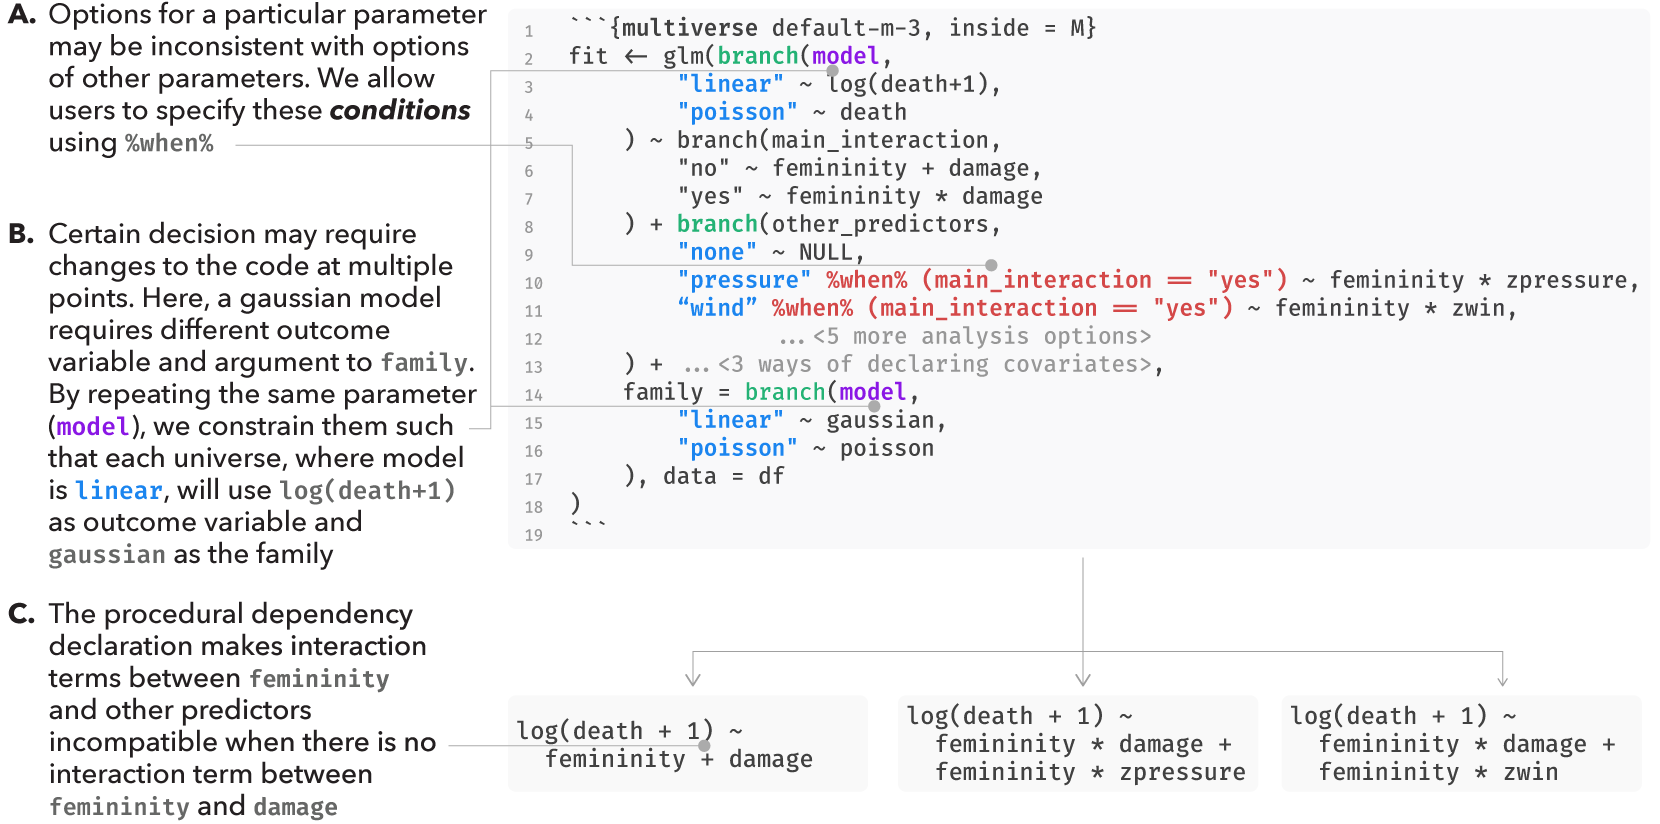 A. Options for a particular parameter
may be inconsistent with options
of other parameters. We allow
users to specify these conditions
using %when%
B. Certain decision may require
changes to the code at multiple
points. Here, a gaussian model
requires different outcome
variable and argument to family.
By repeating the same parameter
(model), we constrain them such
that each universe, where model
is linear, will use log(death+1)
as outcome variable and
gaussian as the family
C. The procedural dependency
declaration makes interaction
terms between femininity
and other predictors
incompatible when there is no
interaction term between
femininity and damage
1 ```{multiverse default-m-3, inside = M}
2 fit ← glm(branch(model,
3 "linear" ~ log(death+1),
4 "poisson" ~ death
5 ) ~ branch(main_interaction,
6 "no" ~ femininity + damage,
7 "yes" ~ femininity * damage
8 ) + branch(other_predictors,
9 "none" ~ NULL,
10 "pressure" %when% (main_interaction == "yes") ~ femininity * zpressure,
11 “wind” %when% (main_interaction == "yes") ~ femininity * zwin,
12 ...<5 more analysis options>
13 ) + ...<3 ways of declaring covariates>,
14 family = branch(model,
15 "linear" ~ gaussian,
16 "poisson" ~ poisson
17 ), data = df
18 )
19 ```
log(death + 1) ~
femininity + damage
log(death + 1) ~
femininity * damage +
femininity * zpressure
log(death + 1) ~
femininity * damage +
femininity * zwin